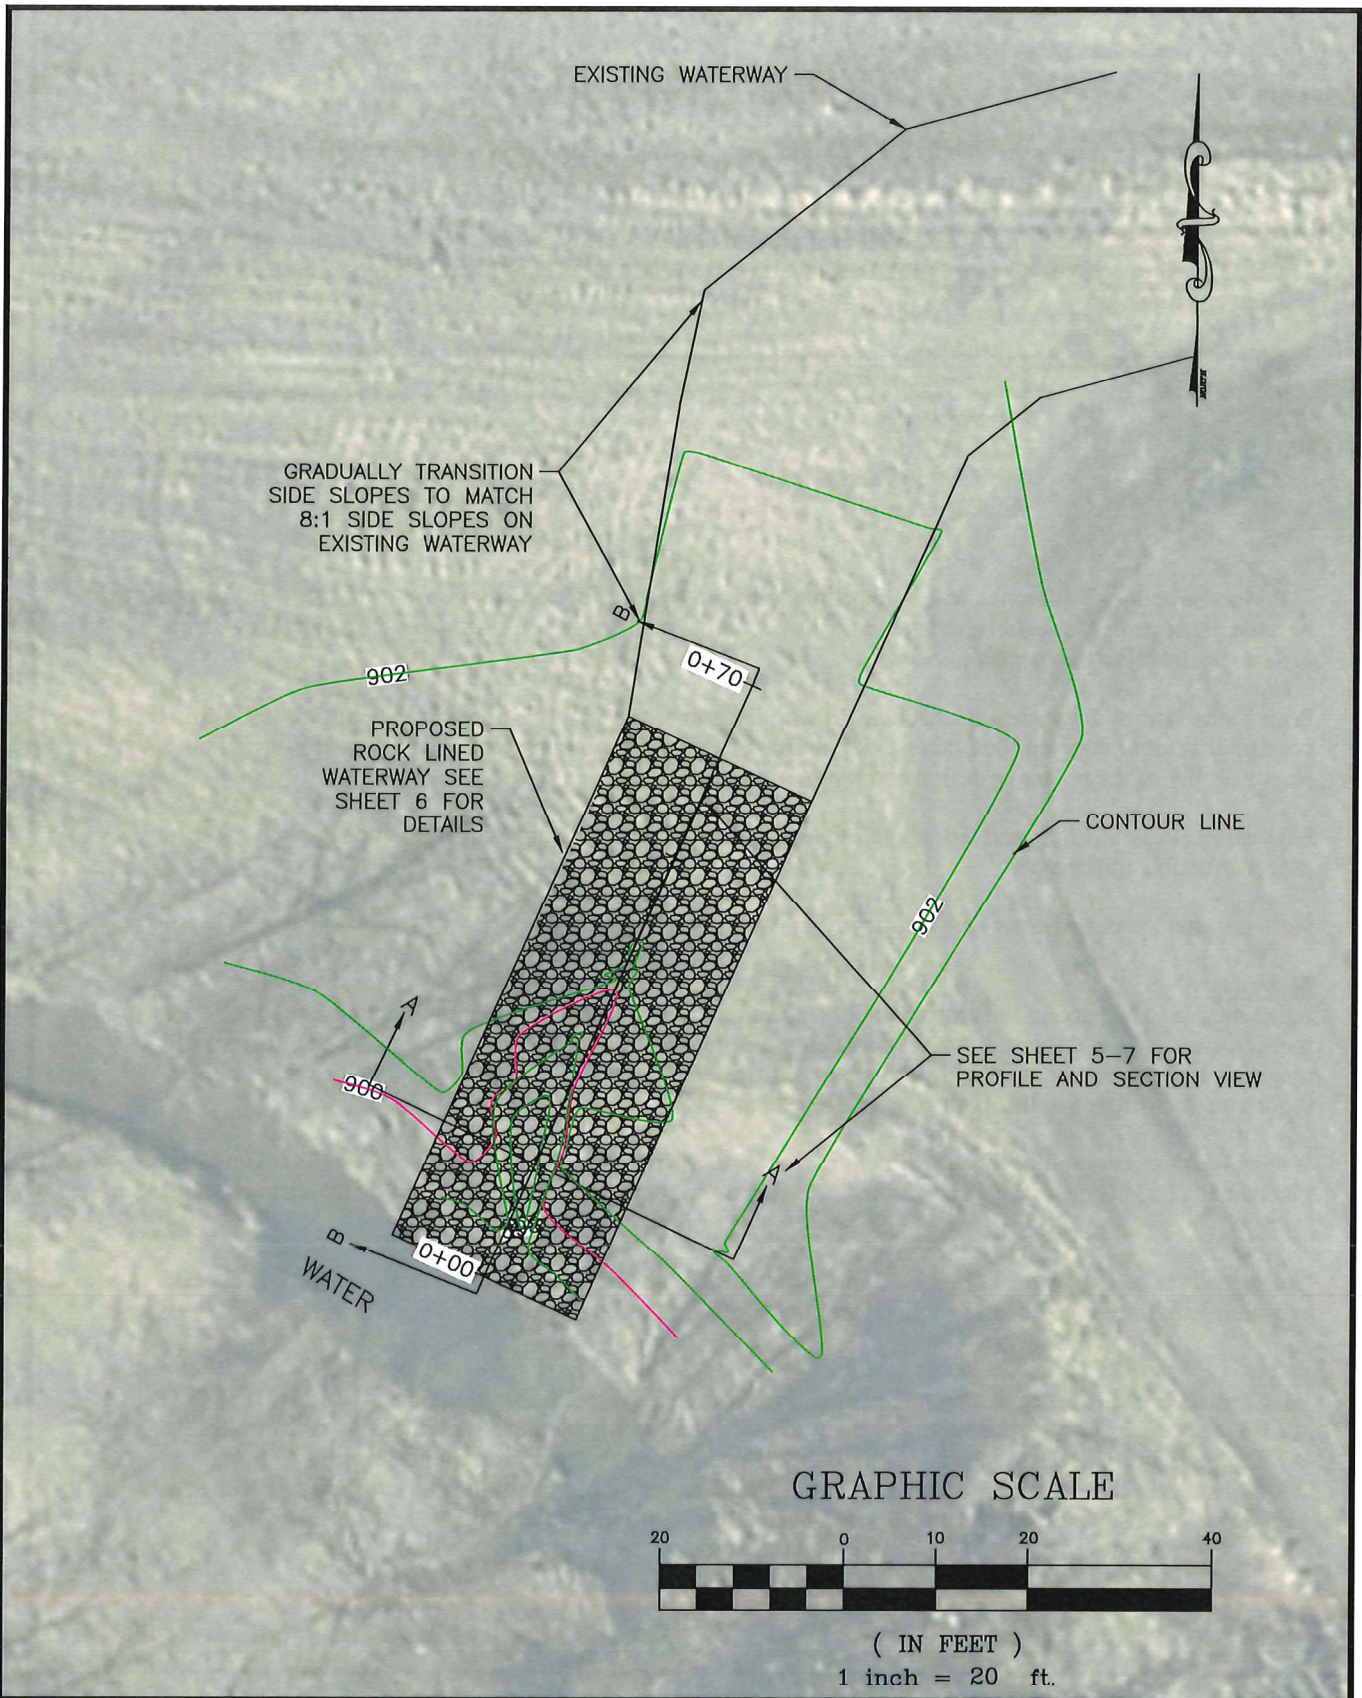 EXISTING WATERWAY
NORTH
GRADUALLY TRANSITION
SIDE SLOPES TO MATCH
8:1 SIDE SLOPES ON
EXISTING WATERWAY
B
0+70
902
PROPOSED
ROCK LINED
WATERWAY SEE
SHEET 6 FOR
DETAILS
CONTOUR LINE
902
A
900
SEE SHEET 5-7 FOR
PROFILE AND SECTION VIEW
A
B
0+00
WATER
GRAPHIC SCALE
20 0 10 20 40
( IN FEET )
1 inch = 20 ft.